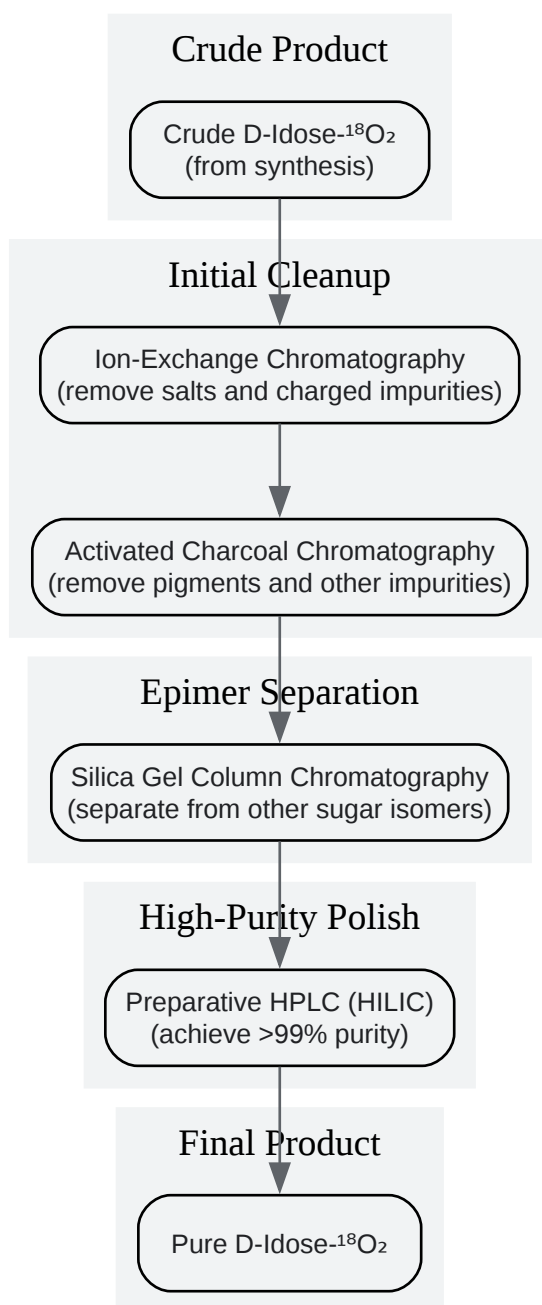 Crude Product
Crude D-Idose-¹⁸O₂
(from synthesis)
Initial Cleanup
Ion-Exchange Chromatography
(remove salts and charged impurities)
Activated Charcoal Chromatography
(remove pigments and other impurities)
Epimer Separation
Silica Gel Column Chromatography
(separate from other sugar isomers)
High-Purity Polish
Preparative HPLC (HILIC)
(achieve >99% purity)
Final Product
Pure D-Idose-¹⁸O₂